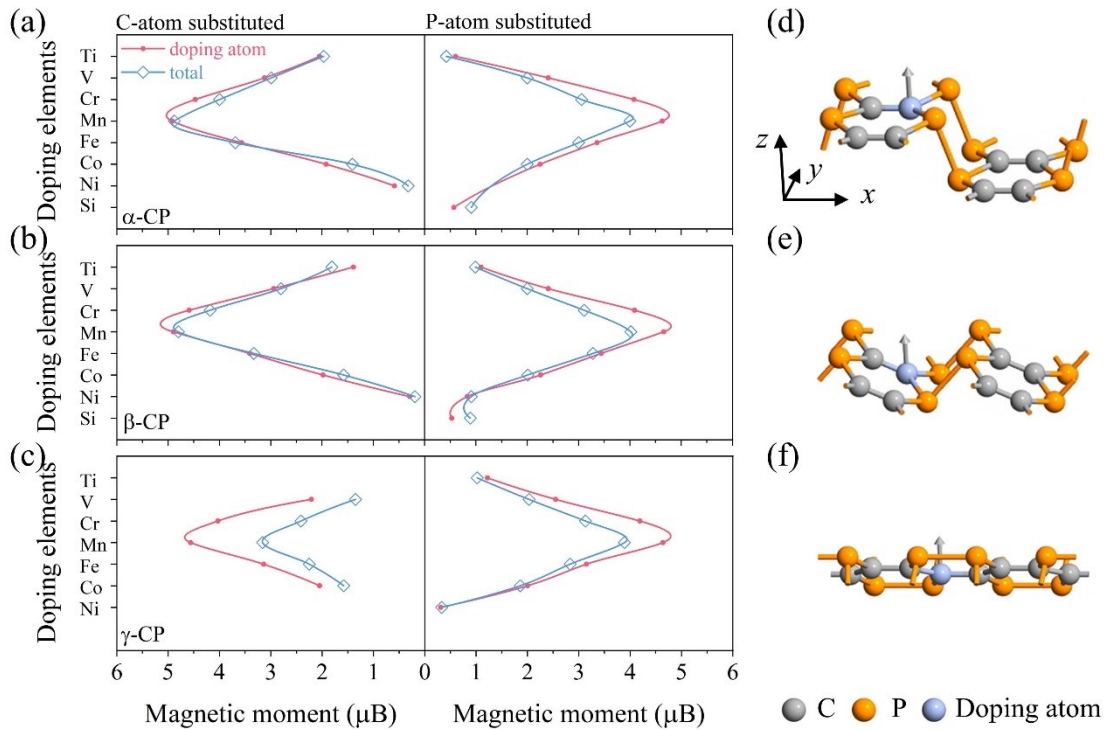 (a)
C-atom substituted
P-atom substituted
doping atom
total
Doping elements
Ti
V
Cr
Mn
Fe
Co
Ni
Si
α-CP
(b)
Doping elements
Ti
V
Cr
Mn
Fe
Co
Ni
Si
β-CP
(c)
Doping elements
Ti
V
Cr
Mn
Fe
Co
Ni
γ-CP
6 5 4 3 2 1 0 1 2 3 4 5 6
Magnetic moment (μB)
Magnetic moment (μB)
(d)
z
y
x
(e)
(f)
C P Doping atom